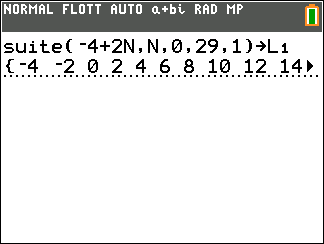 NORMAL FLOTT AUTO a+bi RAD MP
suite(⁻4+2N,N,0,29,1)→L₁
{⁻4 ⁻2 0 2 4 6 8 10 12 14▶